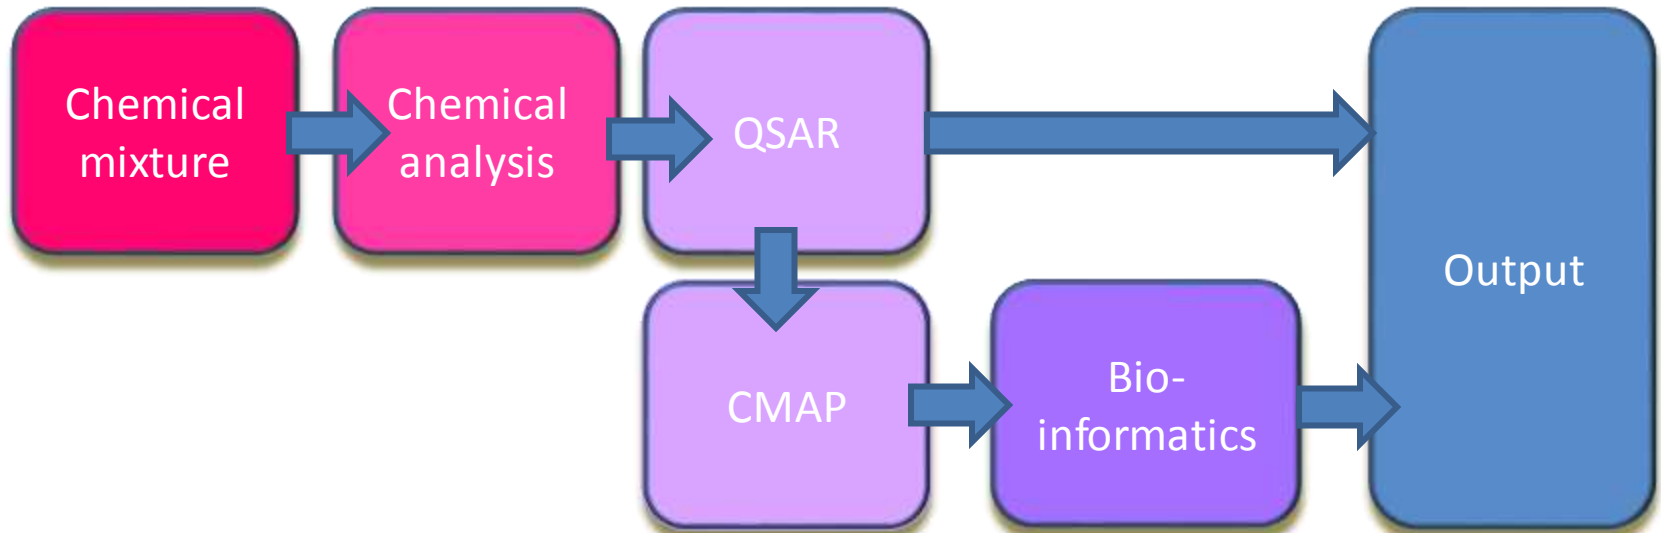 Chemical
mixture
Chemical
analysis
QSAR
Output
CMAP
Bio-
informatics